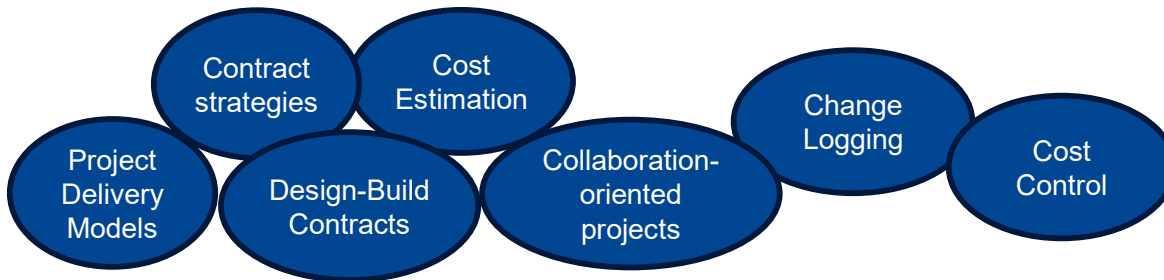 Contract
strategies
Cost
Estimation
Change
Logging
Project
Delivery
Models
Design-Build
Contracts
Collaboration-
oriented
projects
Cost
Control